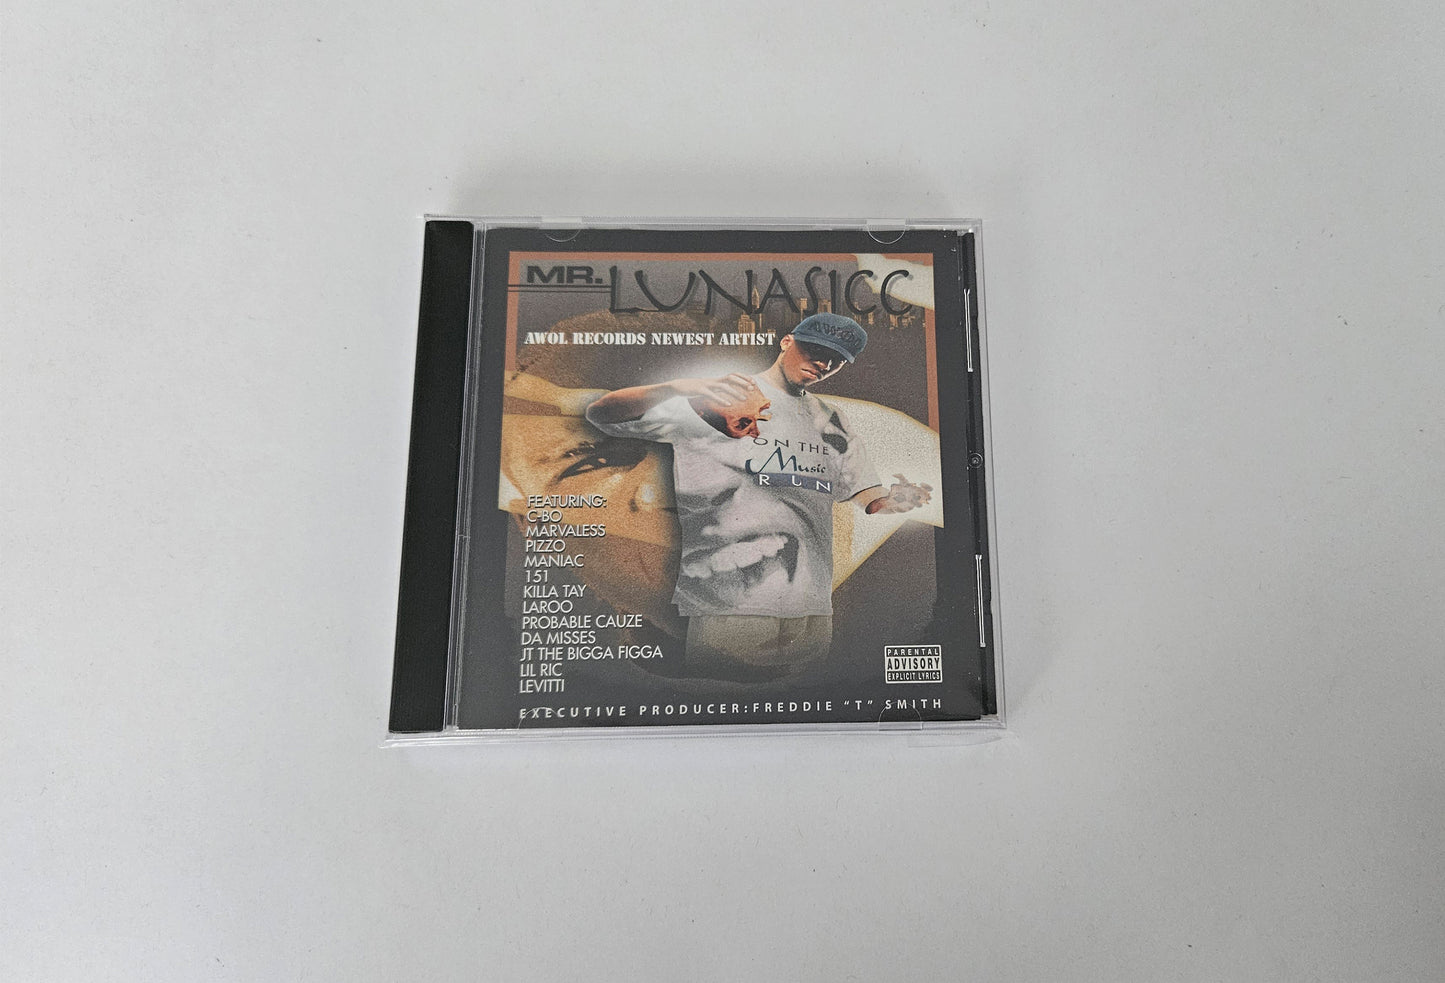 MR. LUNASICC
AWOL RECORDS NEWEST ARTIST
AWOL
ON THE
Music
RUN
FEATURING:
C-BO
MARVALESS
PIZZO
MANIAC
151
KILLA TAY
LAROO
PROBABLE CAUZE
DA MISSES
JT THE BIGGA FIGGA
LIL RIC
LEVITTI
PARENTAL
ADVISORY
EXPLICIT LYRICS
EXECUTIVE PRODUCER:FREDDIE “T” SMITH